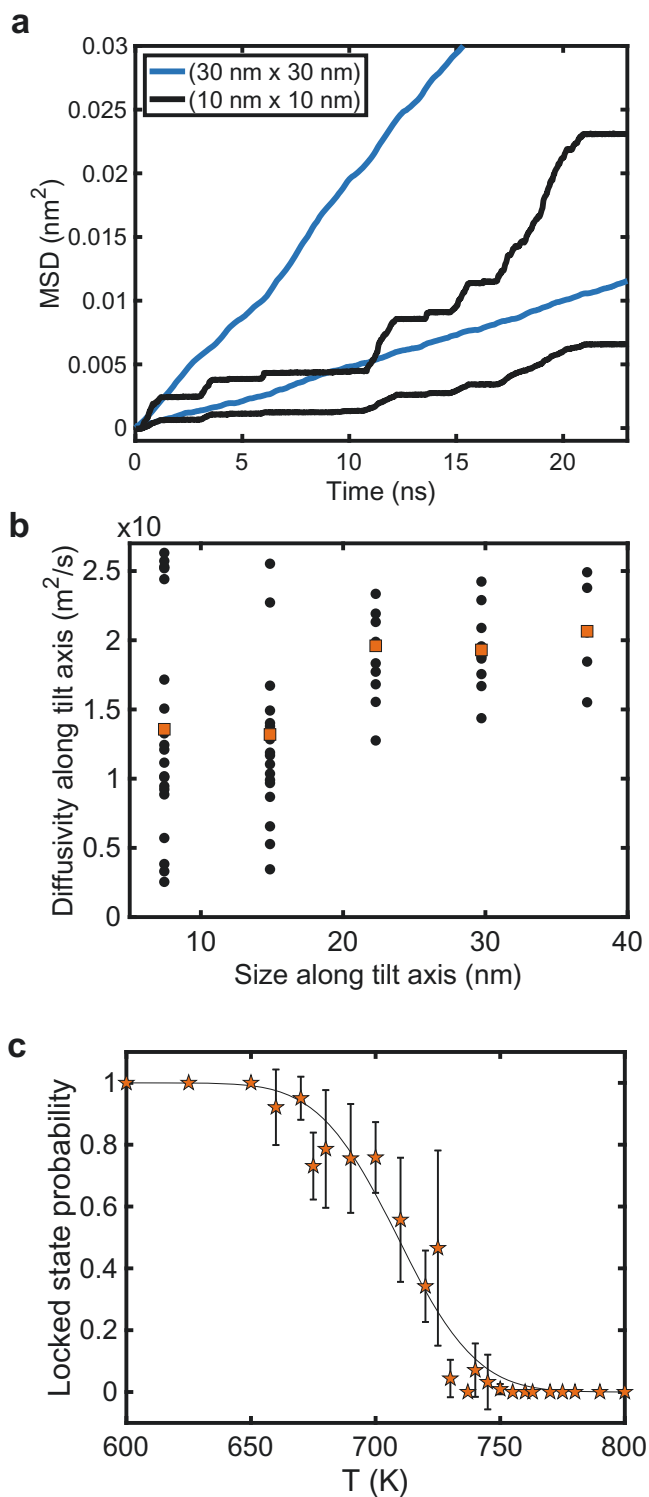 a
0.03
0.025
0.02
0.015
0.01
0.005
0
MSD (nm²)
(30 nm x 30 nm)
(10 nm x 10 nm)
0 5 10 15 20
Time (ns)
b
x10
2.5
2
1.5
1
0.5
0
Diffusivity along tilt axis (m²/s)
10 20 30 40
Size along tilt axis (nm)
c
1
0.8
0.6
0.4
0.2
0
Locked state probability
600 650 700 750 800
T (K)